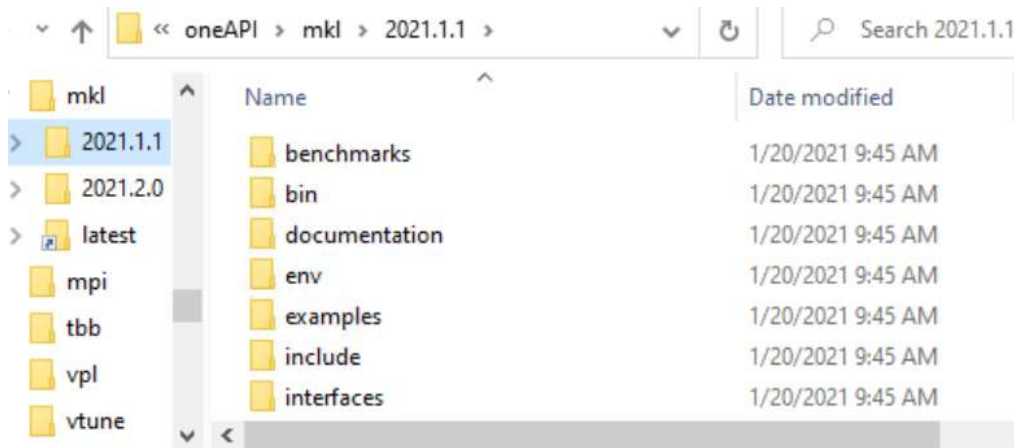 « oneAPI > mkl > 2021.1.1 >
Search 2021.1.1
mkl
2021.1.1
2021.2.0
latest
mpi
tbb
vpl
vtune
Name Date modified
benchmarks 1/20/2021 9:45 AM
bin 1/20/2021 9:45 AM
documentation 1/20/2021 9:45 AM
env 1/20/2021 9:45 AM
examples 1/20/2021 9:45 AM
include 1/20/2021 9:45 AM
interfaces 1/20/2021 9:45 AM